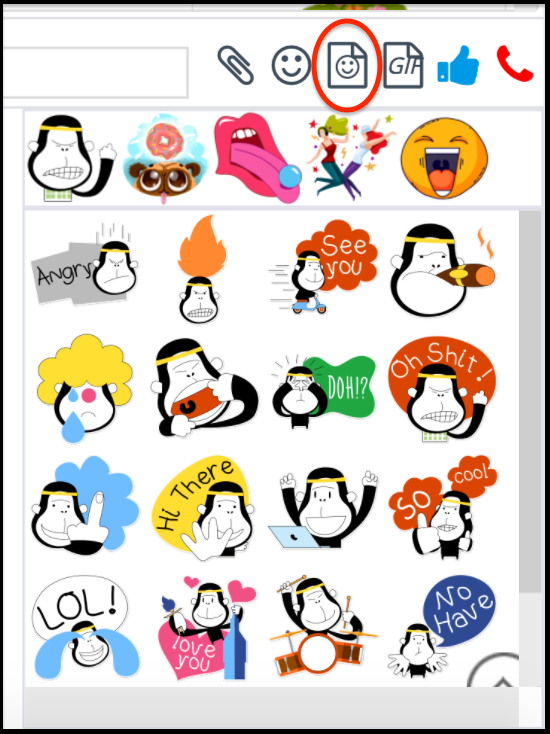 GIF
Angry
See
you
DOH!?
Oh Shit!
Hi There
So
cool
LOL!
love
you
No
Have